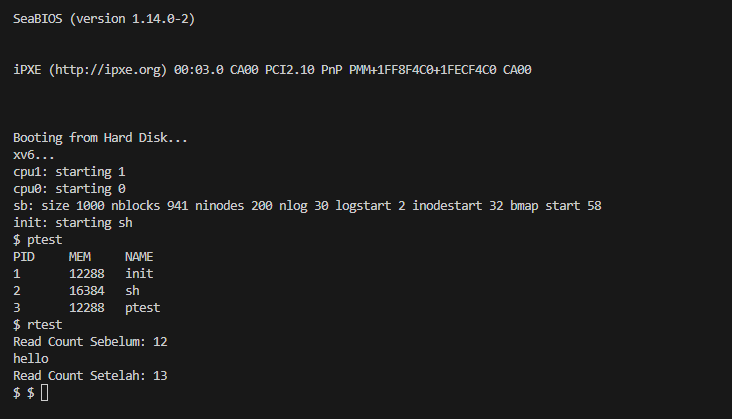 SeaBIOS (version 1.14.0-2)
iPXE (http://ipxe.org) 00:03.0 CA00 PCI2.10 PnP PMM+1FF8F4C0+1FECF4C0 CA00
Booting from Hard Disk...
xv6...
cpu1: starting 1
cpu0: starting 0
sb: size 1000 nblocks 941 ninodes 200 nlog 30 logstart 2 inodestart 32 bmap start 58
init: starting sh
$ ptest
PID MEM NAME
1 12288 init
2 16384 sh
3 12288 ptest
$ rtest
Read Count Sebelum: 12
hello
Read Count Setelah: 13
$ $